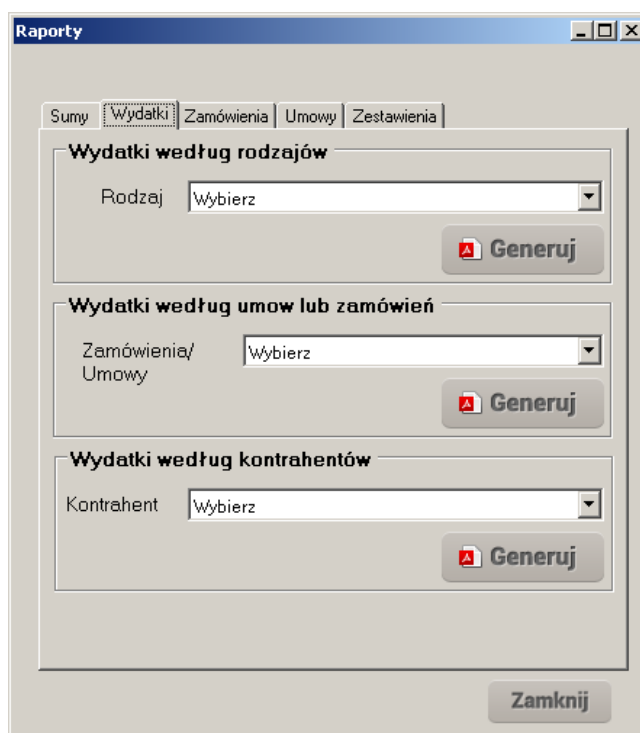 Raporty
Sumy Wydatki Zamówienia Umowy Zestawienia
Wydatki według rodzajów
Rodzaj Wybierz
Generuj
Wydatki według umow lub zamówień
Zamówienia/ Wybierz
Umowy
Generuj
Wydatki według kontrahentów
Kontrahent Wybierz
Generuj
Zamknij